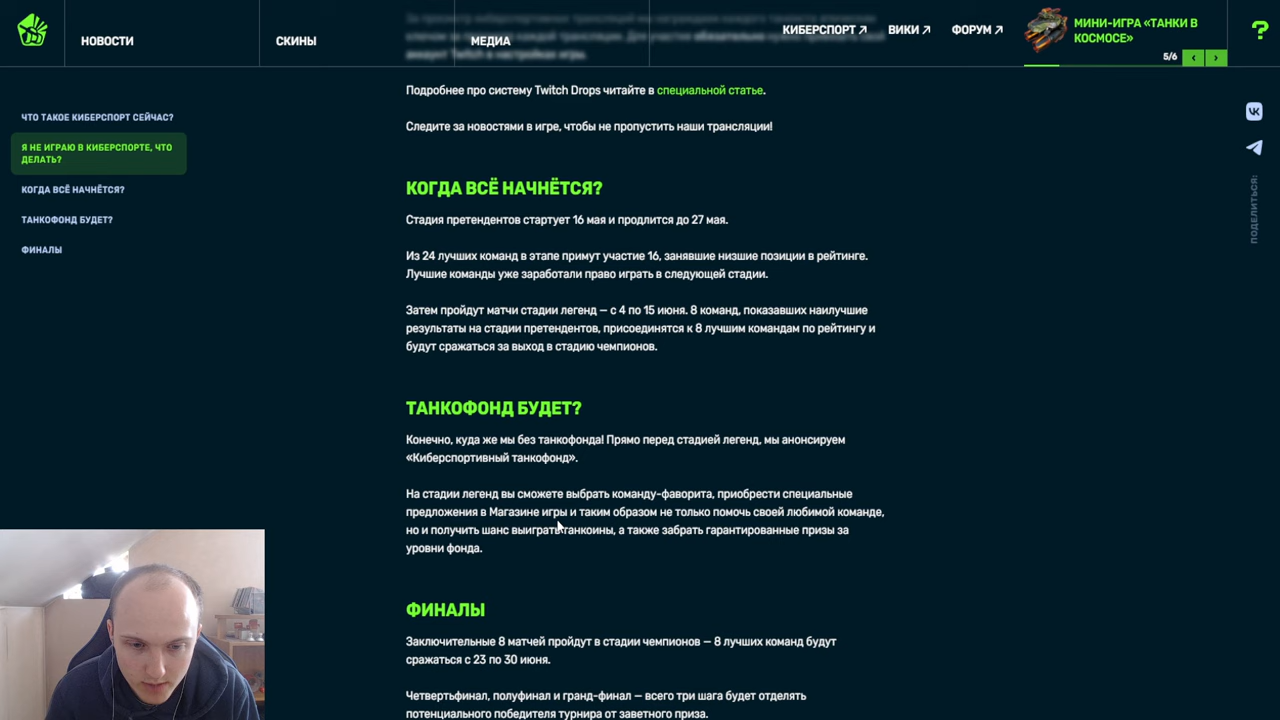 НОВОСТИ
СКИНЫ
МЕДИА
КИБЕРСПОРТ
ВИКИ
ФОРУМ
МИНИ-ИГРА «ТАНКИ В
КОСМОСЕ»
5/6
ЧТО ТАКОЕ КИБЕРСПОРТ СЕЙЧАС?
Я НЕ ИГРАЮ В КИБЕРСПОРТЕ, ЧТО
ДЕЛАТЬ?
КОГДА ВСЁ НАЧНЁТСЯ?
ТАНКОФОНД БУДЕТ?
ФИНАЛЫ
аккаунт Twitch в настройках игры.
Подробнее про систему Twitch Drops читайте в специальной статье.
Следите за новостями в игре, чтобы не пропустить наши трансляции!
КОГДА ВСЁ НАЧНЁТСЯ?
Стадия претендентов стартует 16 мая и продлится до 27 мая.
Из 24 лучших команд в этапе примут участие 16, занявшие низшие позиции в рейтинге.
Лучшие команды уже заработали право играть в следующей стадии.
Затем пройдут матчи стадии легенд — с 4 по 15 июня. 8 команд, показавших наилучшие
результаты на стадии претендентов, присоединятся к 8 лучшим командам по рейтингу и
будут сражаться за выход в стадию чемпионов.
ТАНКОФОНД БУДЕТ?
Конечно, куда же мы без танкофонда! Прямо перед стадией легенд, мы анонсируем
«Киберспортивный танкофонд».
На стадии легенд вы сможете выбрать команду-фаворита, приобрести специальные
предложения в Магазине игры и таким образом не только помочь своей любимой команде,
но и получить шанс выиграть танкоины, а также забрать гарантированные призы за
уровни фонда.
ФИНАЛЫ
Заключительные 8 матчей пройдут в стадии чемпионов — 8 лучших команд будут
сражаться с 23 по 30 июня.
Четвертьфинал, полуфинал и гранд-финал — всего три шага будет отделять
потенциального победителя турнира от заветного приза.
ПОДЕЛИТЬСЯ: